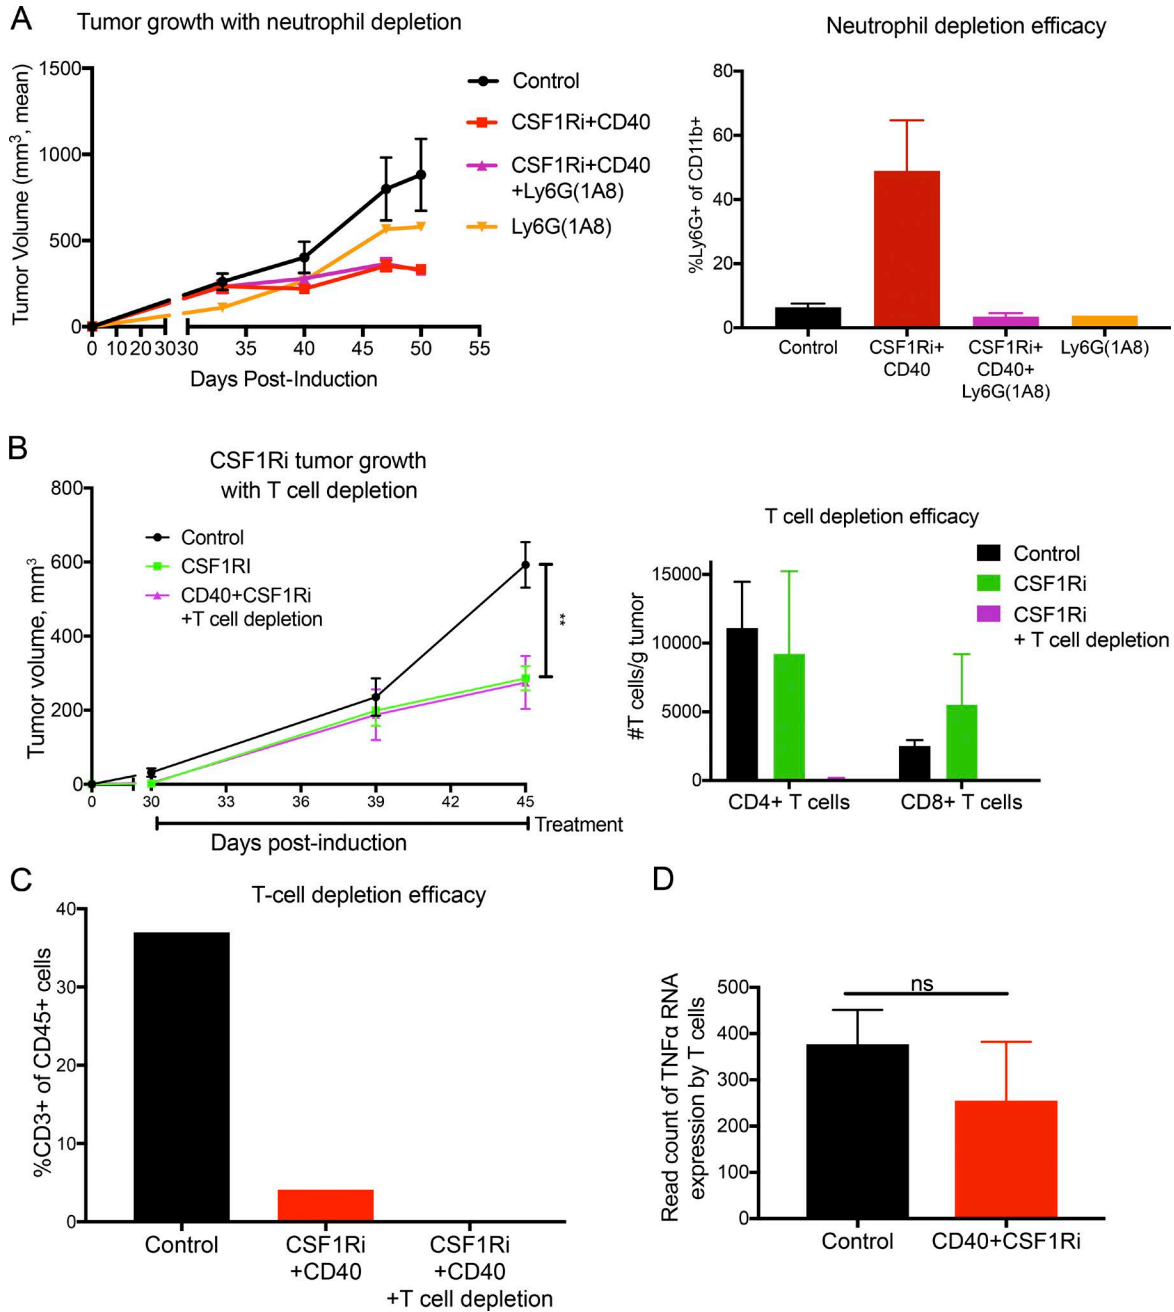 A
Tumor growth with neutrophil depletion
Tumor Volume (mm³, mean)
1500
1000
500
0
0 10 20 30 30 35 40 45 50 55
Days Post-Induction
Control
CSF1Ri+CD40
CSF1Ri+CD40
+Ly6G(1A8)
Ly6G(1A8)
Neutrophil depletion efficacy
%Ly6G+ of CD11b+
80
60
40
20
0
Control
CSF1Ri+
CD40
CSF1Ri+
CD40+
Ly6G(1A8)
Ly6G(1A8)
B
CSF1Ri tumor growth
with T cell depletion
Tumor volume, mm³
800
600
400
200
0
Control
CSF1RI
CD40+CSF1Ri
+T cell depletion
**
0 30 33 36 39 42 45
Treatment
Days post-induction
T cell depletion efficacy
#T cells/g tumor
15000
10000
5000
0
Control
CSF1Ri
CSF1Ri
+ T cell depletion
CD4+ T cells
CD8+ T cells
C
T-cell depletion efficacy
%CD3+ of CD45+ cells
40
30
20
10
0
Control
CSF1Ri
+CD40
CSF1Ri
+CD40
+T cell depletion
D
Read count of TNFα RNA
expression by T cells
500
400
300
200
100
0
ns
Control
CD40+CSF1Ri